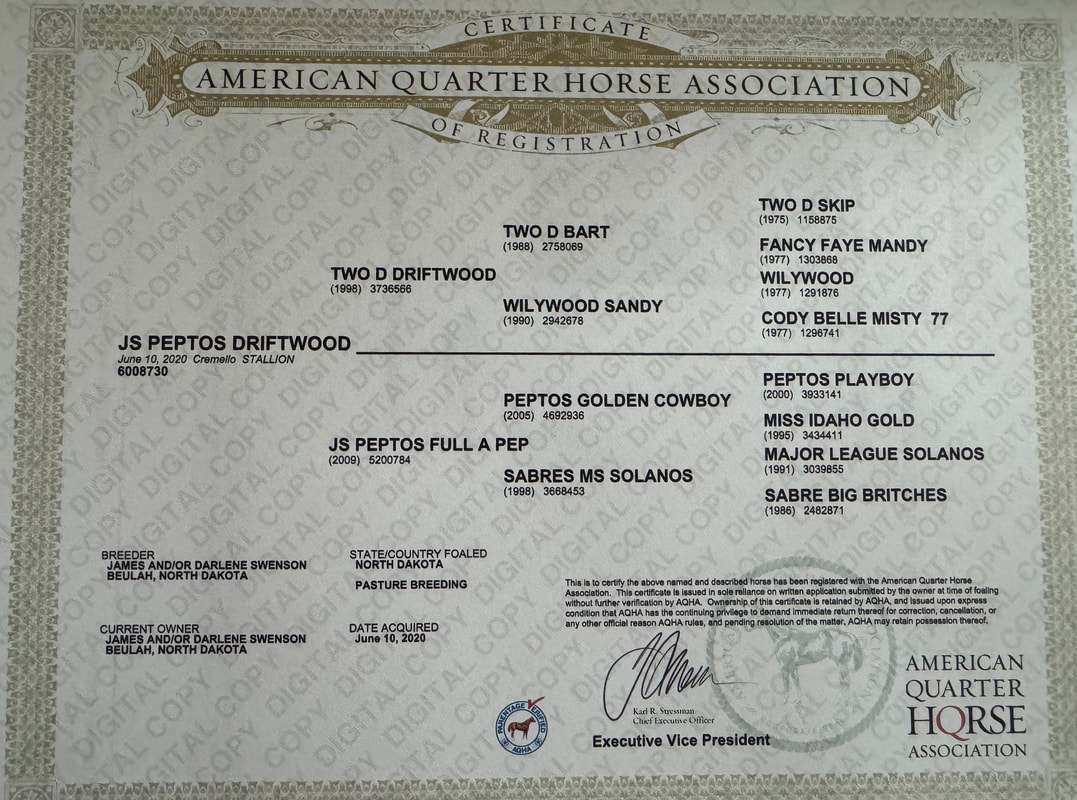 CERTIFICATE
AMERICAN QUARTER HORSE ASSOCIATION
OF REGISTRATION
TWO D SKIP
(1975) 1158875
TWO D BART
(1988) 2758069
FANCY FAYE MANDY
(1977) 1303868
TWO D DRIFTWOOD
(1998) 3736566
WILYWOOD
(1977) 1291876
WILYWOOD SANDY
(1990) 2942678
CODY BELLE MISTY 77
(1977) 1296741
JS PEPTOS DRIFTWOOD
June 10, 2020 Cremello STALLION
6008730
PEPTOS PLAYBOY
(2000) 3933141
PEPTOS GOLDEN COWBOY
(2005) 4692936
MISS IDAHO GOLD
(1995) 3434411
JS PEPTOS FULL A PEP
(2009) 5200784
MAJOR LEAGUE SOLANOS
(1991) 3039855
SABRES MS SOLANOS
(1998) 3668453
SABRE BIG BRITCHES
(1986) 2482871
BREEDER
JAMES AND/OR DARLENE SWENSON
BEULAH, NORTH DAKOTA
STATE/COUNTRY FOALED
NORTH DAKOTA
PASTURE BREEDING
CURRENT OWNER
JAMES AND/OR DARLENE SWENSON
BEULAH, NORTH DAKOTA
DATE ACQUIRED
June 10, 2020
This is to certify the above named and described horse has been registered with the American Quarter Horse
Association. This certificate is issued in sole reliance on written application submitted by the owner at time of foaling
without further verification by AQHA. Ownership of this certificate is retained by AQHA, and issued upon express
condition that AQHA has the continuing privilege to demand immediate return thereof for correction, cancellation, or
any other official reason AQHA rules, and pending resolution of the matter, AQHA may retain possession thereof.
Karl R. Stressman
Chief Executive Officer
Executive Vice President
PARENTAGE VERIFIED
AQHA
AMERICAN
QUARTER
HORSE
ASSOCIATION
DIGITAL COPY